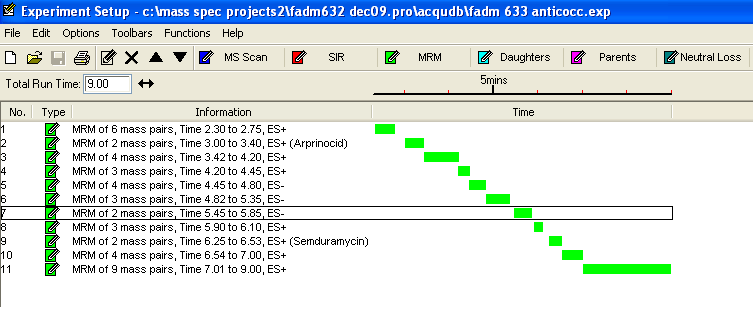 Experiment Setup - c:\mass spec projects2\fadm632 dec09.pro\acqudb\fadm 633 anticocc.exp
File Edit Options Toolbars Functions Help
MS Scan SIR MRM Daughters Parents Neutral Loss
Total Run Time: 9.00 5mins
No. Type Information Time
1 MRM of 6 mass pairs, Time 2.30 to 2.75, ES+
2 MRM of 2 mass pairs, Time 3.00 to 3.40, ES+ (Arprinocid)
3 MRM of 4 mass pairs, Time 3.42 to 4.20, ES+
4 MRM of 3 mass pairs, Time 4.20 to 4.45, ES+
5 MRM of 4 mass pairs, Time 4.45 to 4.80, ES-
6 MRM of 3 mass pairs, Time 4.82 to 5.35, ES-
7 MRM of 2 mass pairs, Time 5.45 to 5.85, ES-
8 MRM of 3 mass pairs, Time 5.90 to 6.10, ES+
9 MRM of 2 mass pairs, Time 6.25 to 6.53, ES+ (Semduramycin)
10 MRM of 4 mass pairs, Time 6.54 to 7.00, ES+
11 MRM of 9 mass pairs, Time 7.01 to 9.00, ES+